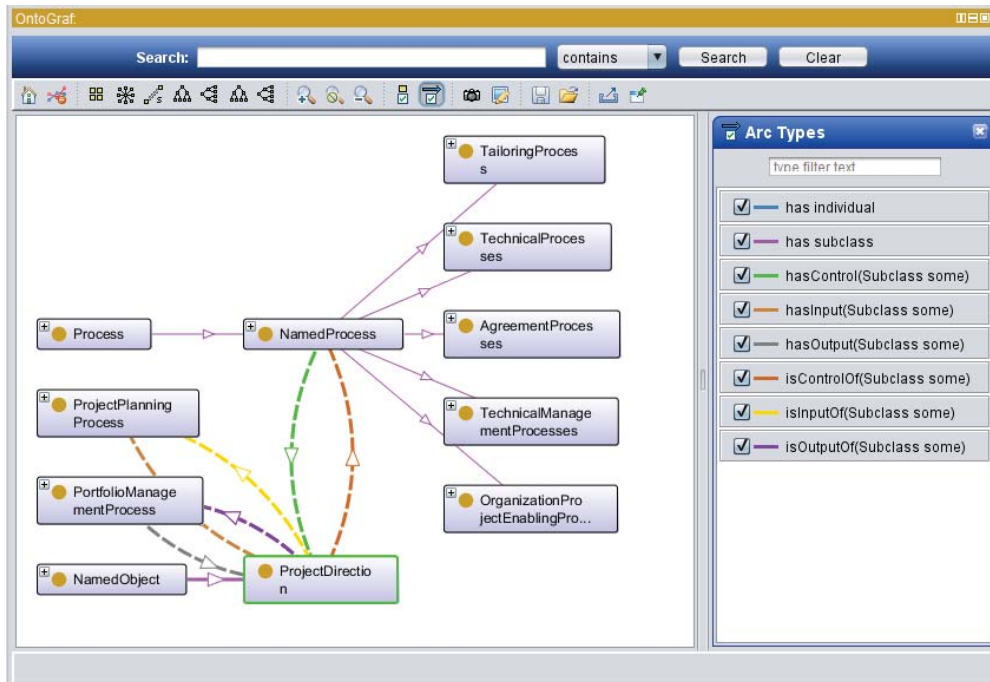 OntoGraf:
Search:
contains
Search
Clear
Arc Types
type filter text
has individual
has subclass
hasControl(Subclass some)
hasInput(Subclass some)
hasOutput(Subclass some)
isControlOf(Subclass some)
isInputOf(Subclass some)
isOutputOf(Subclass some)
TailoringProces
s
TechnicalProces
ses
Process
NamedProcess
AgreementProces
ses
ProjectPlanning
Process
TechnicalManage
mentProcesses
PortfolioManage
mentProcess
OrganizationPro
jectEnablingPro...
NamedObject
ProjectDirectio
n